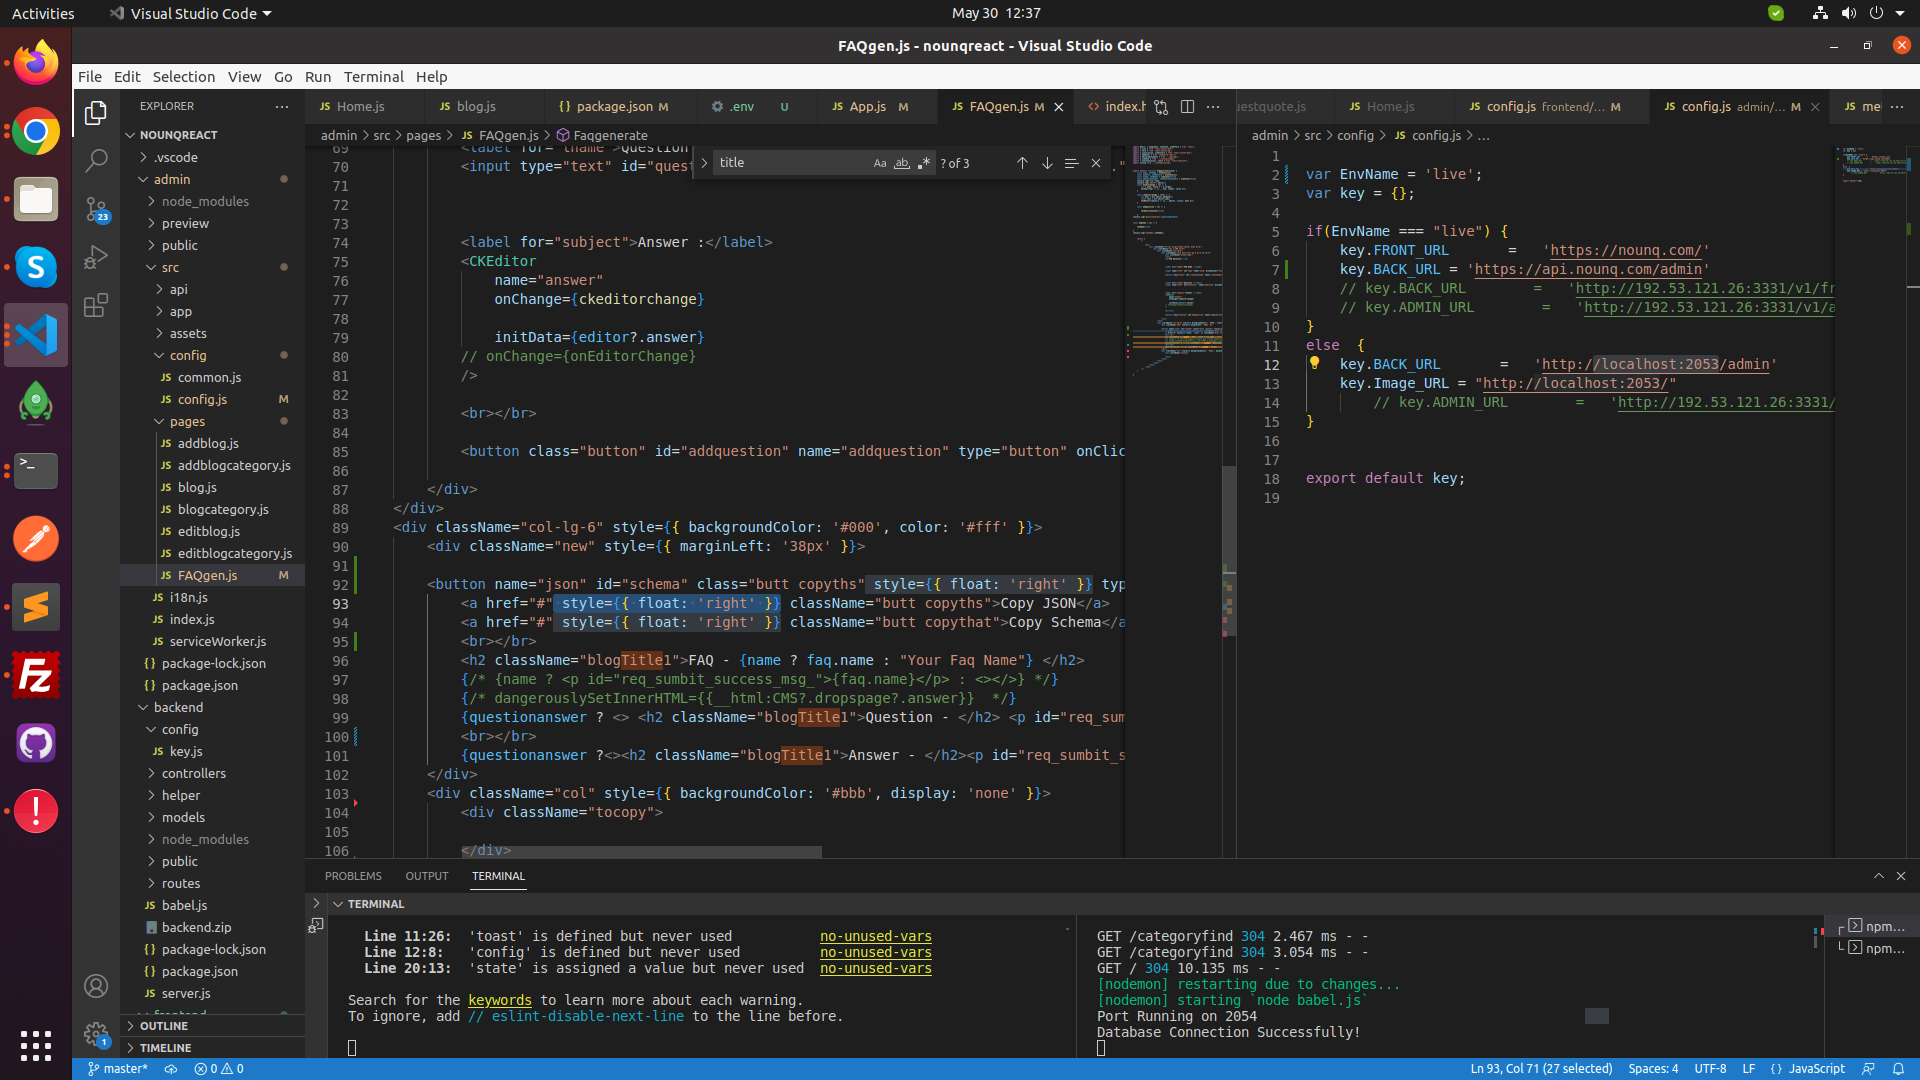 Activities
Visual Studio Code
May 30 12:37
FAQgen.js - nounqreact - Visual Studio Code
File Edit Selection View Go Run Terminal Help
EXPLORER
NOUNQREACT
.vscode
admin
node_modules
preview
public
src
api
app
assets
config
common.js
config.js M
pages
addblog.js
addblogcategory.js
blog.js
blogcategory.js
editblog.js
editblogcategory.js
FAQgen.js M
i18n.js
index.js
serviceWorker.js
package-lock.json
package.json
backend
config
key.js
controllers
helper
models
node_modules
public
routes
babel.js
backend.zip
package-lock.json
package.json
server.js
OUTLINE
TIMELINE
23
1
JS Home.js
JS blog.js
{} package.json M
.env U
JS App.js M
JS FAQgen.js M
admin > src > pages > JS FAQgen.js > Faqgenerate
title
Aa ab .* ? of 3
70 <input type="text" id="quest
71
72
73
74 <label for="subject">Answer :</label>
75 <CKEditor
76 name="answer"
77 onChange={ckeditorchange}
78
79 initData={editor?.answer}
80 // onChange={onEditorChange}
81 />
82
83 <br></br>
84
85 <button class="button" id="addquestion" name="addquestion" type="button" onClic
86
87 </div>
88 </div>
89 <div className="col-lg-6" style={{ backgroundColor: '#000', color: '#fff' }}>
90 <div className="new" style={{ marginLeft: '38px' }}>
91
92 <button name="json" id="schema" class="butt copyths" style={{ float: 'right' }} typ
93 <a href="#" style={{ float: 'right' }} className="butt copyths">Copy JSON</a>
94 <a href="#" style={{ float: 'right' }} className="butt copythat">Copy Schema</a
95 <br></br>
96 <h2 className="blogTitle1">FAQ - {name ? faq.name : "Your Faq Name"} </h2>
97 {/* {name ? <p id="req_sumbit_success_msg_">{faq.name}</p> : <></>} */}
98 {/* dangerouslySetInnerHTML={{__html:CMS?.dropspage?.answer}}  */}
99 {questionanswer ? <> <h2 className="blogTitle1">Question - </h2> <p id="req_sum
100 <br></br>
101 {questionanswer ?<><h2 className="blogTitle1">Answer - </h2><p id="req_sumbit_s
102 </div>
103 <div className="col" style={{ backgroundColor: '#bbb', display: 'none' }}>
104 <div className="tocopy">
105
106 </div>
JS Home.js
JS config.js frontend/... M
JS config.js admin/... M
admin > src > config > JS config.js > ...
1
2 var EnvName = 'live';
3 var key = {};
4
5 if(EnvName === "live") {
6 key.FRONT_URL = 'https://nounq.com/'
7 key.BACK_URL = 'https://api.nounq.com/admin'
8 // key.BACK_URL = 'http://192.53.121.26:3331/v1/fr
9 // key.ADMIN_URL = 'http://192.53.121.26:3331/v1/a
10 }
11 else {
12 key.BACK_URL = 'http://localhost:2053/admin'
13 key.Image_URL = "http://localhost:2053/"
14 // key.ADMIN_URL = 'http://192.53.121.26:3331/
15 }
16
17
18 export default key;
19
PROBLEMS OUTPUT TERMINAL
TERMINAL
Line 11:26: 'toast' is defined but never used no-unused-vars
Line 12:8: 'config' is defined but never used no-unused-vars
Line 20:13: 'state' is assigned a value but never used no-unused-vars
Search for the keywords to learn more about each warning.
To ignore, add // eslint-disable-next-line to the line before.
GET /categoryfind 304 2.467 ms - -
GET /categoryfind 304 3.054 ms - -
GET / 304 10.135 ms - -
[nodemon] restarting due to changes...
[nodemon] starting `node babel.js`
Port Running on 2054
Database Connection Successfully!
npm...
npm...
master*
0 0
Ln 93, Col 71 (27 selected) Spaces: 4 UTF-8 LF {} JavaScript